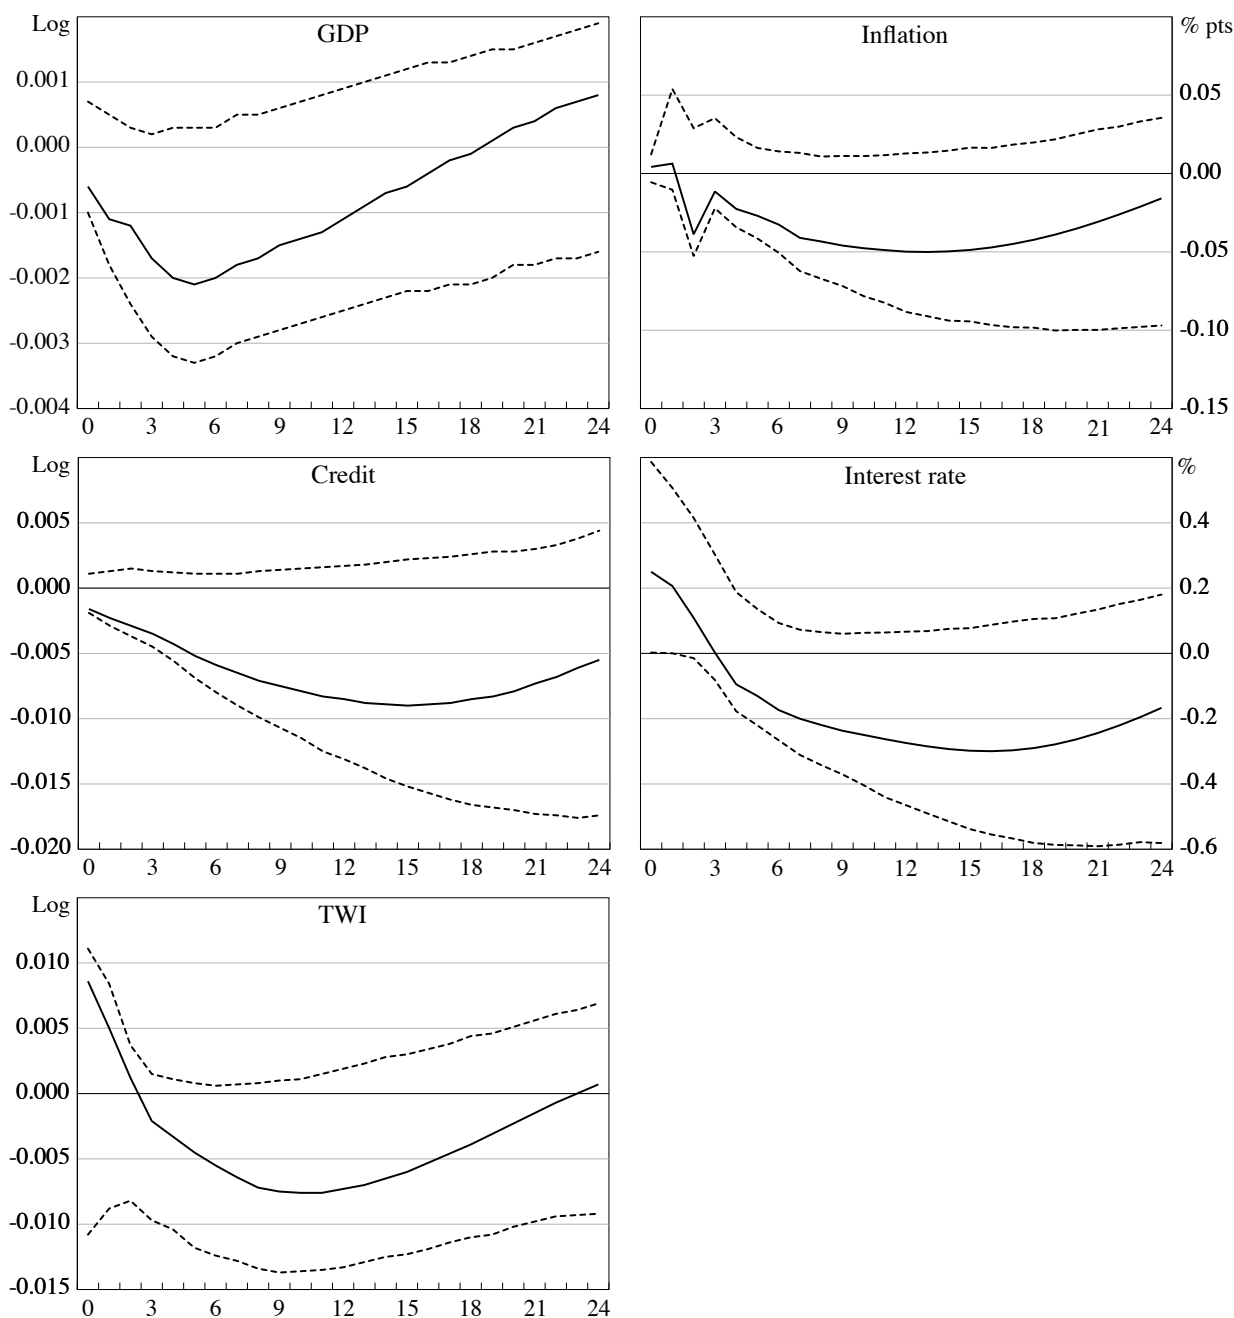 Log
GDP
0.001
0.000
-0.001
-0.002
-0.003
-0.004
0 3 6 9 12 15 18 21 24
% pts
Inflation
0.05
0.00
-0.05
-0.10
-0.15
0 3 6 9 12 15 18 21 24
Log
Credit
0.005
0.000
-0.005
-0.010
-0.015
-0.020
0 3 6 9 12 15 18 21 24
%
Interest rate
0.4
0.2
0.0
-0.2
-0.4
-0.6
0 3 6 9 12 15 18 21 24
Log
TWI
0.010
0.005
0.000
-0.005
-0.010
-0.015
0 3 6 9 12 15 18 21 24